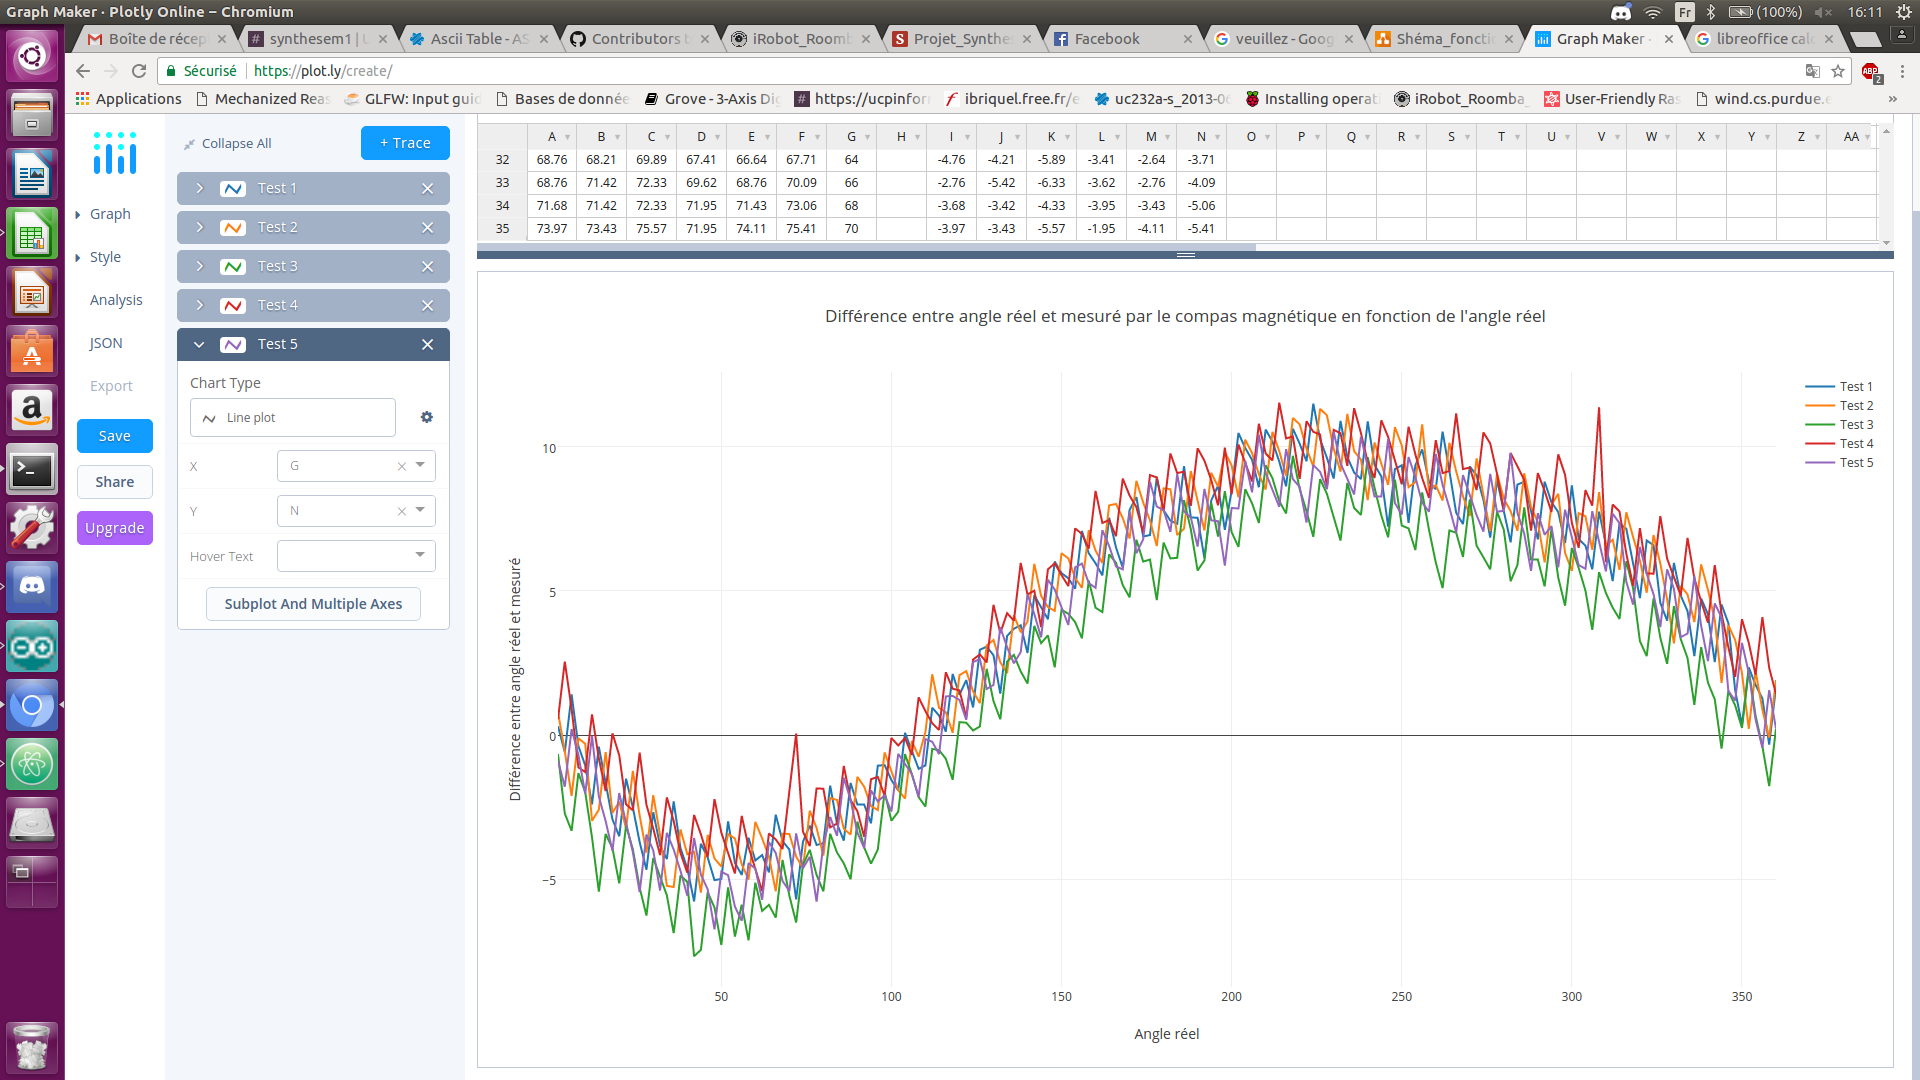 Graph Maker · Plotly Online – Chromium
Fr (100%) 16:11
Boîte de récep
synthesem1 | U
Ascii Table - AS
Contributors t
iRobot_Roomb
Projet_Synthe
Facebook
veuillez - Goog
Shéma_foncti
Graph Maker ·
libreoffice calc
Sécurisé https://plot.ly/create/
ABP 2
Applications
Mechanized Reas
GLFW: Input guid
Bases de donnée
Grove - 3-Axis Dig
https://ucpinfor
ibriquel.free.fr/e
uc232a-s_2013-06
Installing operati
iRobot_Roomba_
User-Friendly Ras
wind.cs.purdue.e
»
Collapse All
+ Trace
Graph
Style
Analysis
JSON
Export
Save
Share
Upgrade
Test 1
Test 2
Test 3
Test 4
Test 5
Chart Type
Line plot
X G
Y N
Hover Text
Subplot And Multiple Axes
A B C D E F G H I J K L M N O P Q R S T U V W X Y Z AA
32 68.76 68.21 69.89 67.41 66.64 67.71 64 -4.76 -4.21 -5.89 -3.41 -2.64 -3.71
33 68.76 71.42 72.33 69.62 68.76 70.09 66 -2.76 -5.42 -6.33 -3.62 -2.76 -4.09
34 71.68 71.42 72.33 71.95 71.43 73.06 68 -3.68 -3.42 -4.33 -3.95 -3.43 -5.06
35 73.97 73.43 75.57 71.95 74.11 75.41 70 -3.97 -3.43 -5.57 -1.95 -4.11 -5.41
Différence entre angle réel et mesuré par le compas magnétique en fonction de l'angle réel
Test 1
Test 2
Test 3
Test 4
Test 5
Différence entre angle réel et mesuré
10
5
0
−5
50 100 150 200 250 300 350
Angle réel